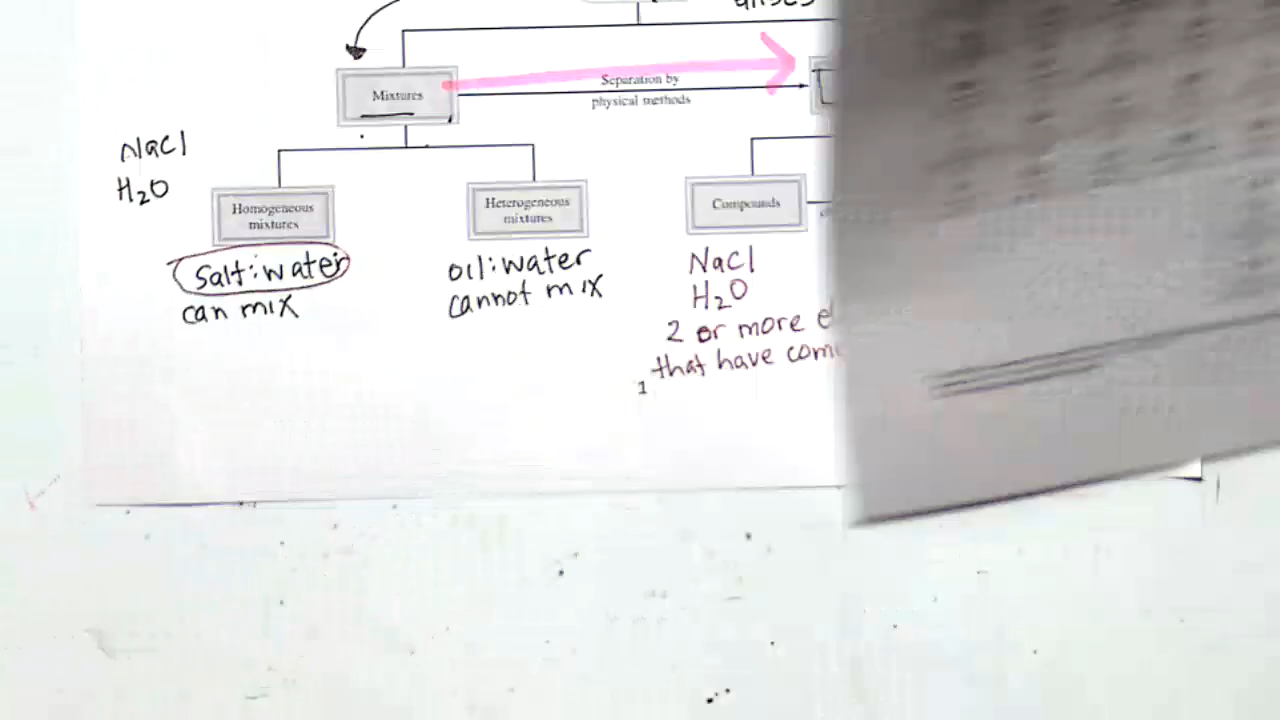 Mixtures
Separation by
physical methods
NaCl
H₂O
Homogeneous
mixtures
Heterogeneous
mixtures
Compounds
salt:water
can mix
oil:water
cannot mix
NaCl
H₂O
2 or more
that have
1